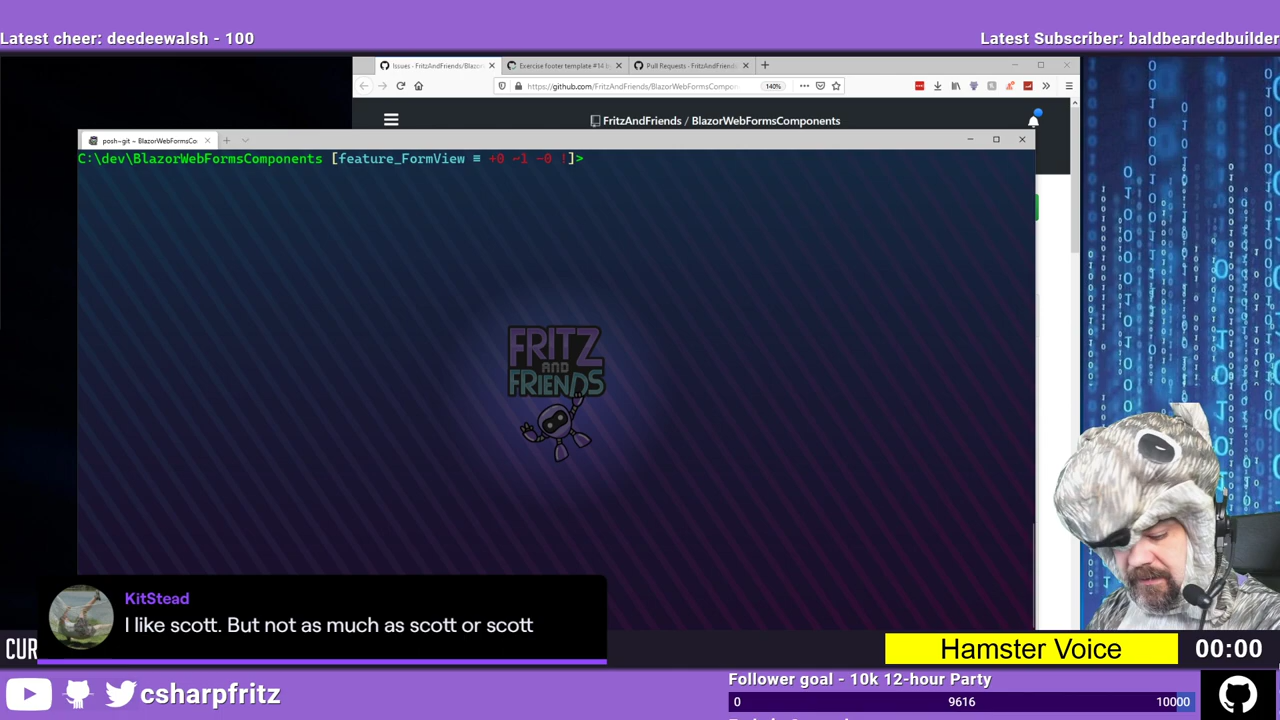 Latest cheer: deedeewalsh - 100
Latest Subscriber: baldbeardedbuilder
Issues - FritzAndFriends/Blazor
Exercise footer template #14 b
Pull Requests - FritzAndFriend
https://github.com/FritzAndFriends/BlazorWebFormsCompon
140%
FritzAndFriends / BlazorWebFormsComponents
posh~git ~ BlazorWebFormsCo
C:\dev\BlazorWebFormsComponents [feature_FormView ≡ +0 ~1 -0 !]>
FRITZ
AND
FRIENDS
KitStead
I like scott. But not as much as scott or scott
CUR
Hamster Voice
00:00
csharpfritz
Follower goal - 10k 12-hour Party
0
9616
10000